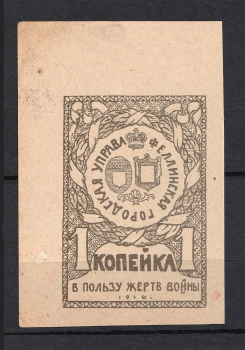 ФЕЛЛИНСКАЯ ГОРОДСКАЯ УПРАВА
1 КОПЕЙКА 1
В ПОЛЬЗУ ЖЕРТВ ВОЙНЫ
1916